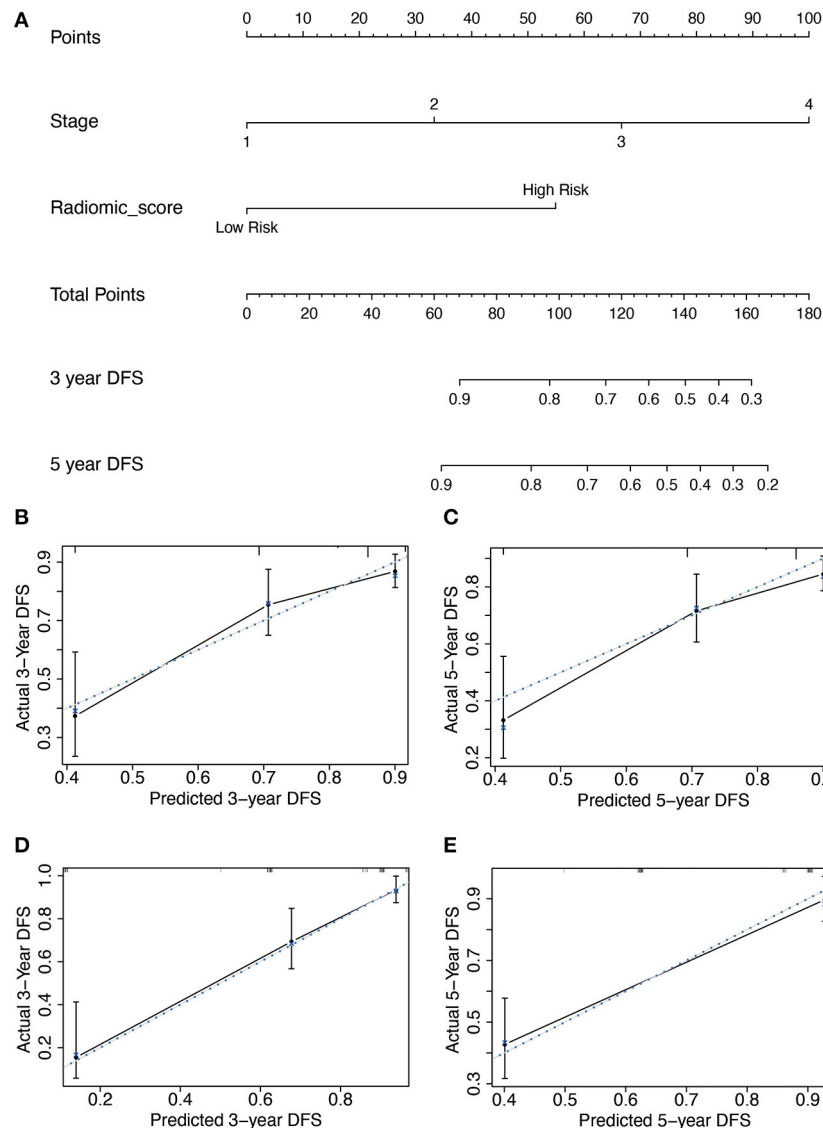 A
Points
0 10 20 30 40 50 60 70 80 90 100
Stage
1 2 3 4
Radiomic_score
Low Risk High Risk
Total Points
0 20 40 60 80 100 120 140 160 180
3 year DFS
0.9 0.8 0.7 0.6 0.5 0.4 0.3
5 year DFS
0.9 0.8 0.7 0.6 0.5 0.4 0.3 0.2
B
Actual 3-Year DFS
0.9
0.7
0.5
0.3
0.4 0.5 0.6 0.7 0.8 0.9
Predicted 3-year DFS
C
Actual 5-Year DFS
0.8
0.6
0.4
0.2
0.4 0.5 0.6 0.7 0.8
Predicted 5-year DFS
D
Actual 3-Year DFS
1.0
0.8
0.6
0.4
0.2
0.2 0.4 0.6 0.8
Predicted 3-year DFS
E
Actual 5-Year DFS
0.9
0.7
0.5
0.3
0.4 0.5 0.6 0.7 0.8 0.9
Predicted 5-year DFS